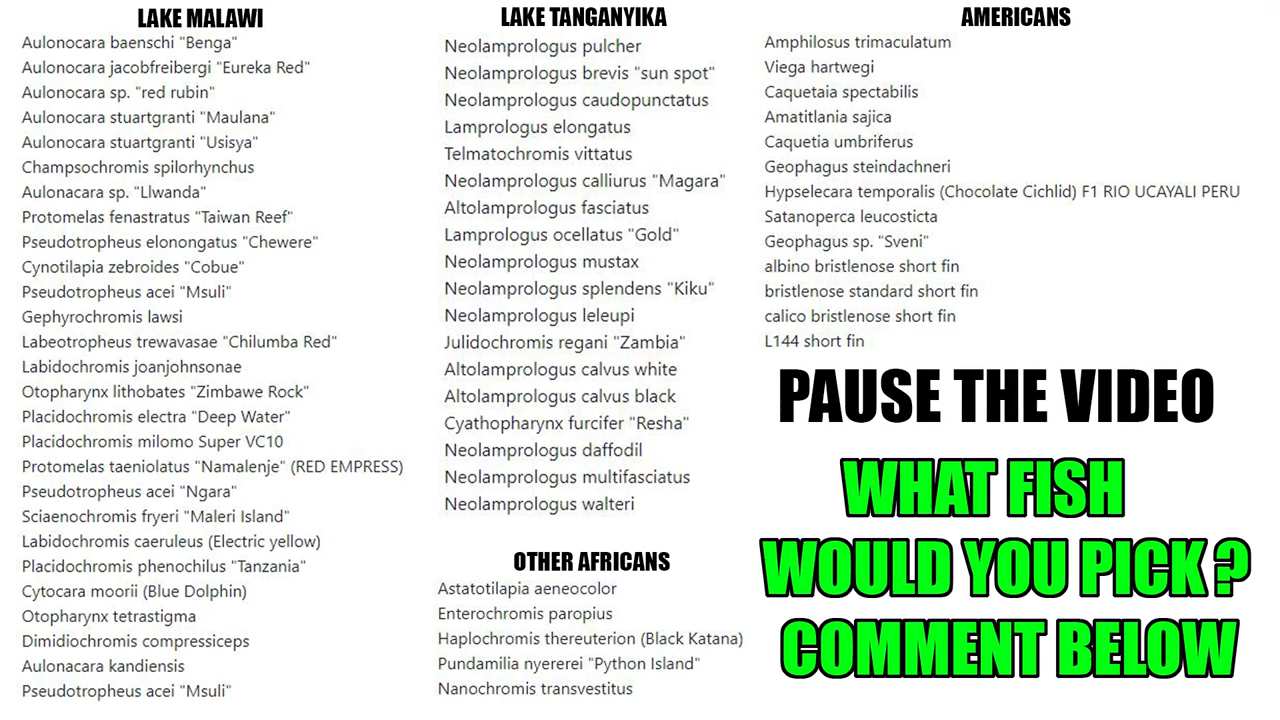 LAKE MALAWI
Aulonocara baenschi "Benga"
Aulonocara jacobfreibergi "Eureka Red"
Aulonocara sp. "red rubin"
Aulonocara stuartgranti "Maulana"
Aulonocara stuartgranti "Usisya"
Champsochromis spilorhynchus
Aulonacara sp. "Llwanda"
Protomelas fenastratus "Taiwan Reef"
Pseudotropheus elonongatus "Chewere"
Cynotilapia zebroides "Cobue"
Pseudotropheus acei "Msuli"
Gephyrochromis lawsi
Labeotropheus trewavasae "Chilumba Red"
Labidochromis joanjohnsonae
Otopharynx lithobates "Zimbawe Rock"
Placidochromis electra "Deep Water"
Placidochromis milomo Super VC10
Protomelas taeniolatus "Namalenje" (RED EMPRESS)
Pseudotropheus acei "Ngara"
Sciaenochromis fryeri "Maleri Island"
Labidochromis caeruleus (Electric yellow)
Placidochromis phenochilus "Tanzania"
Cytocara moorii (Blue Dolphin)
Otopharynx tetrastigma
Dimidiochromis compressiceps
Aulonacara kandiensis
Pseudotropheus acei "Msuli"
LAKE TANGANYIKA
Neolamprologus pulcher
Neolamprologus brevis "sun spot"
Neolamprologus caudopunctatus
Lamprologus elongatus
Telmatochromis vittatus
Neolamprologus calliurus "Magara"
Altolamprologus fasciatus
Lamprologus ocellatus "Gold"
Neolamprologus mustax
Neolamprologus splendens "Kiku"
Neolamprologus leleupi
Julidochromis regani "Zambia"
Altolamprologus calvus white
Altolamprologus calvus black
Cyathopharynx furcifer "Resha"
Neolamprologus daffodil
Neolamprologus multifasciatus
Neolamprologus walteri
OTHER AFRICANS
Astatotilapia aeneocolor
Enterochromis paropius
Haplochromis thereuterion (Black Katana)
Pundamilia nyererei "Python Island"
Nanochromis transvestitus
AMERICANS
Amphilosus trimaculatum
Viega hartwegi
Caquetaia spectabilis
Amatitlania sajica
Caquetia umbriferus
Geophagus steindachneri
Hypselecara temporalis (Chocolate Cichlid) F1 RIO UCAYALI PERU
Satanoperca leucosticta
Geophagus sp. "Sveni"
albino bristlenose short fin
bristlenose standard short fin
calico bristlenose short fin
L144 short fin
PAUSE THE VIDEO
WHAT FISH
WOULD YOU PICK ?
COMMENT BELOW